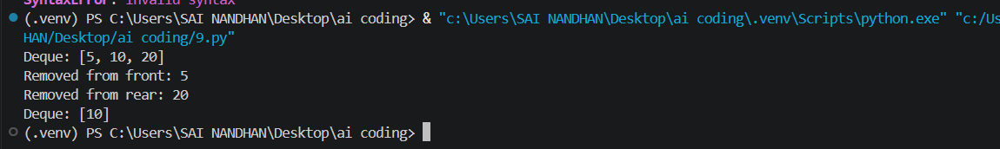 SyntaxError: invalid syntax
(.venv) PS C:\Users\SAI NANDHAN\Desktop\ai coding> & "c:\Users\SAI NANDHAN\Desktop\ai coding\.venv\Scripts\python.exe" "c:/Us
HAN/Desktop/ai coding/9.py"
Deque: [5, 10, 20]
Removed from front: 5
Removed from rear: 20
Deque: [10]
(.venv) PS C:\Users\SAI NANDHAN\Desktop\ai coding>